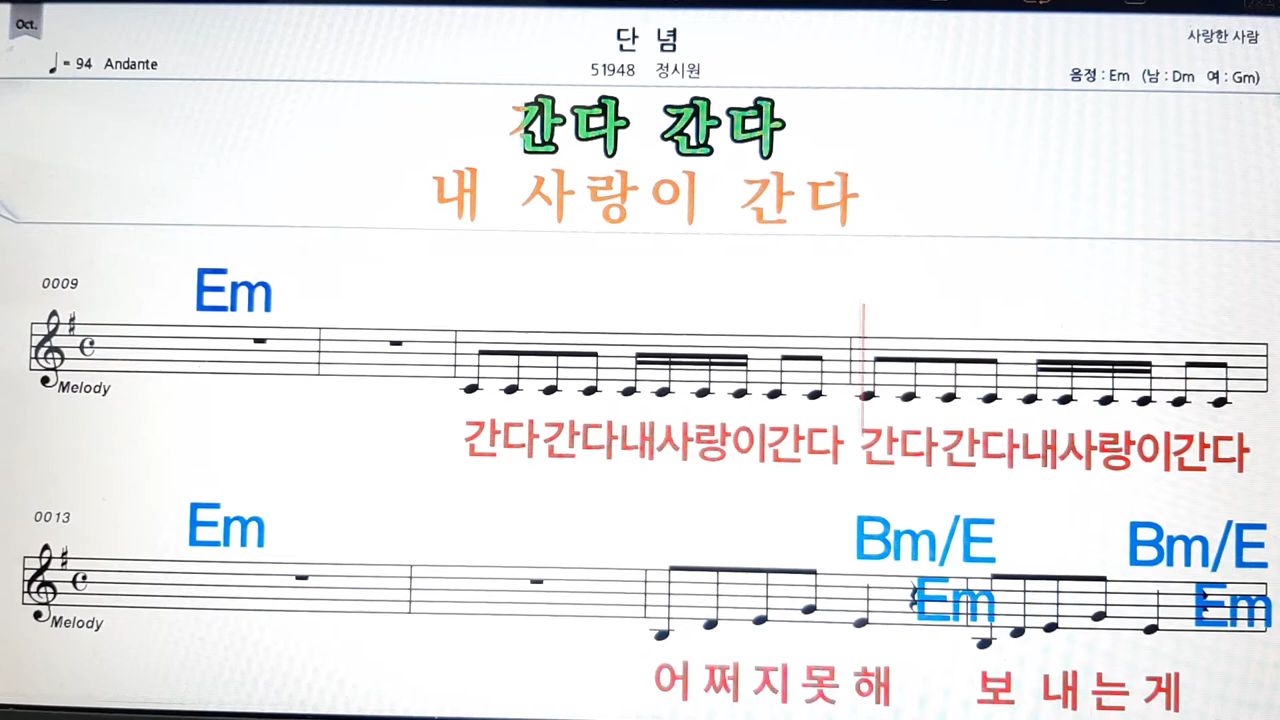 Oct.
단 념
사랑한 사람
♩= 94 Andante
51948 정시원
음정 : Em (남 : Dm 여 : Gm)
간다 간다
내 사랑이 간다
0009
Em
Melody
간다간다내사랑이간다 간다간다내사랑이간다
0013
Em
Bm/E
Bm/E
Em
Em
Melody
어쩌지못해 보내는게